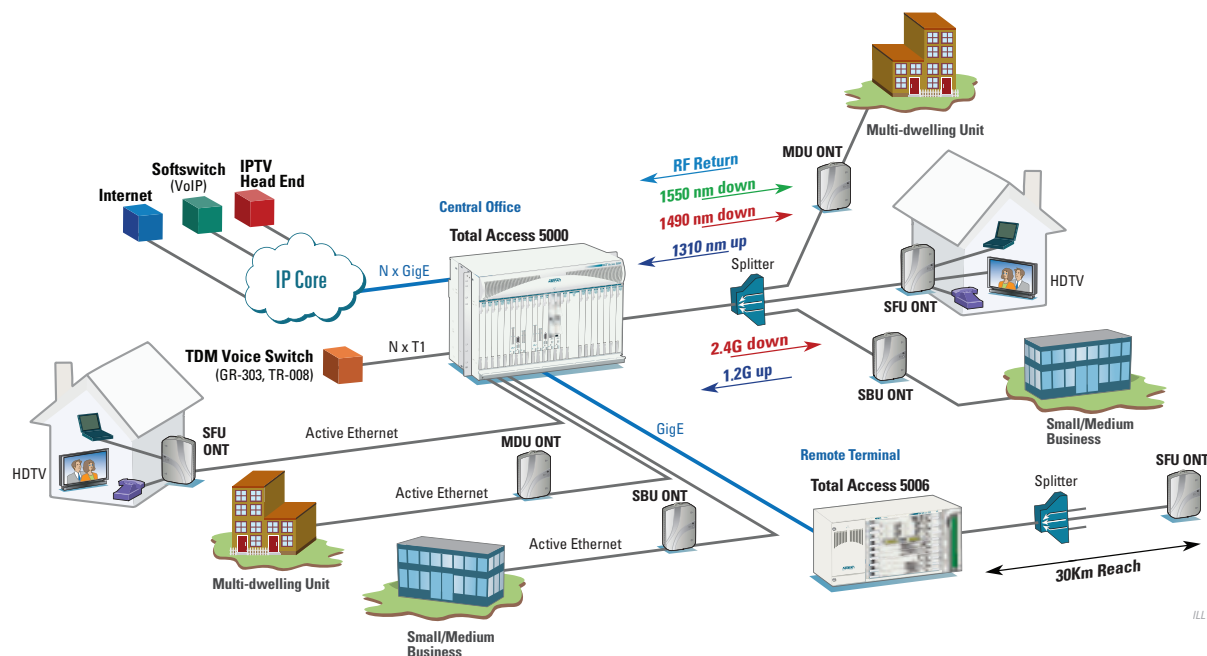 Multi-dwelling Unit
MDU ONT
RF Return
1550 nm down
1490 nm down
1310 nm up
Internet
Softswitch
(VoIP)
IPTV
Head End
IP Core
Central Office
Total Access 5000
N x GigE
Splitter
SFU ONT
HDTV
TDM Voice Switch
(GR-303, TR-008)
N x T1
2.4G down
1.2G up
SBU ONT
Small/Medium
Business
SFU
ONT
HDTV
Active Ethernet
MDU ONT
GigE
Remote Terminal
Total Access 5006
Splitter
SFU ONT
Active Ethernet
SBU ONT
Multi-dwelling Unit
Active Ethernet
30Km Reach
Small/Medium
Business
ILL